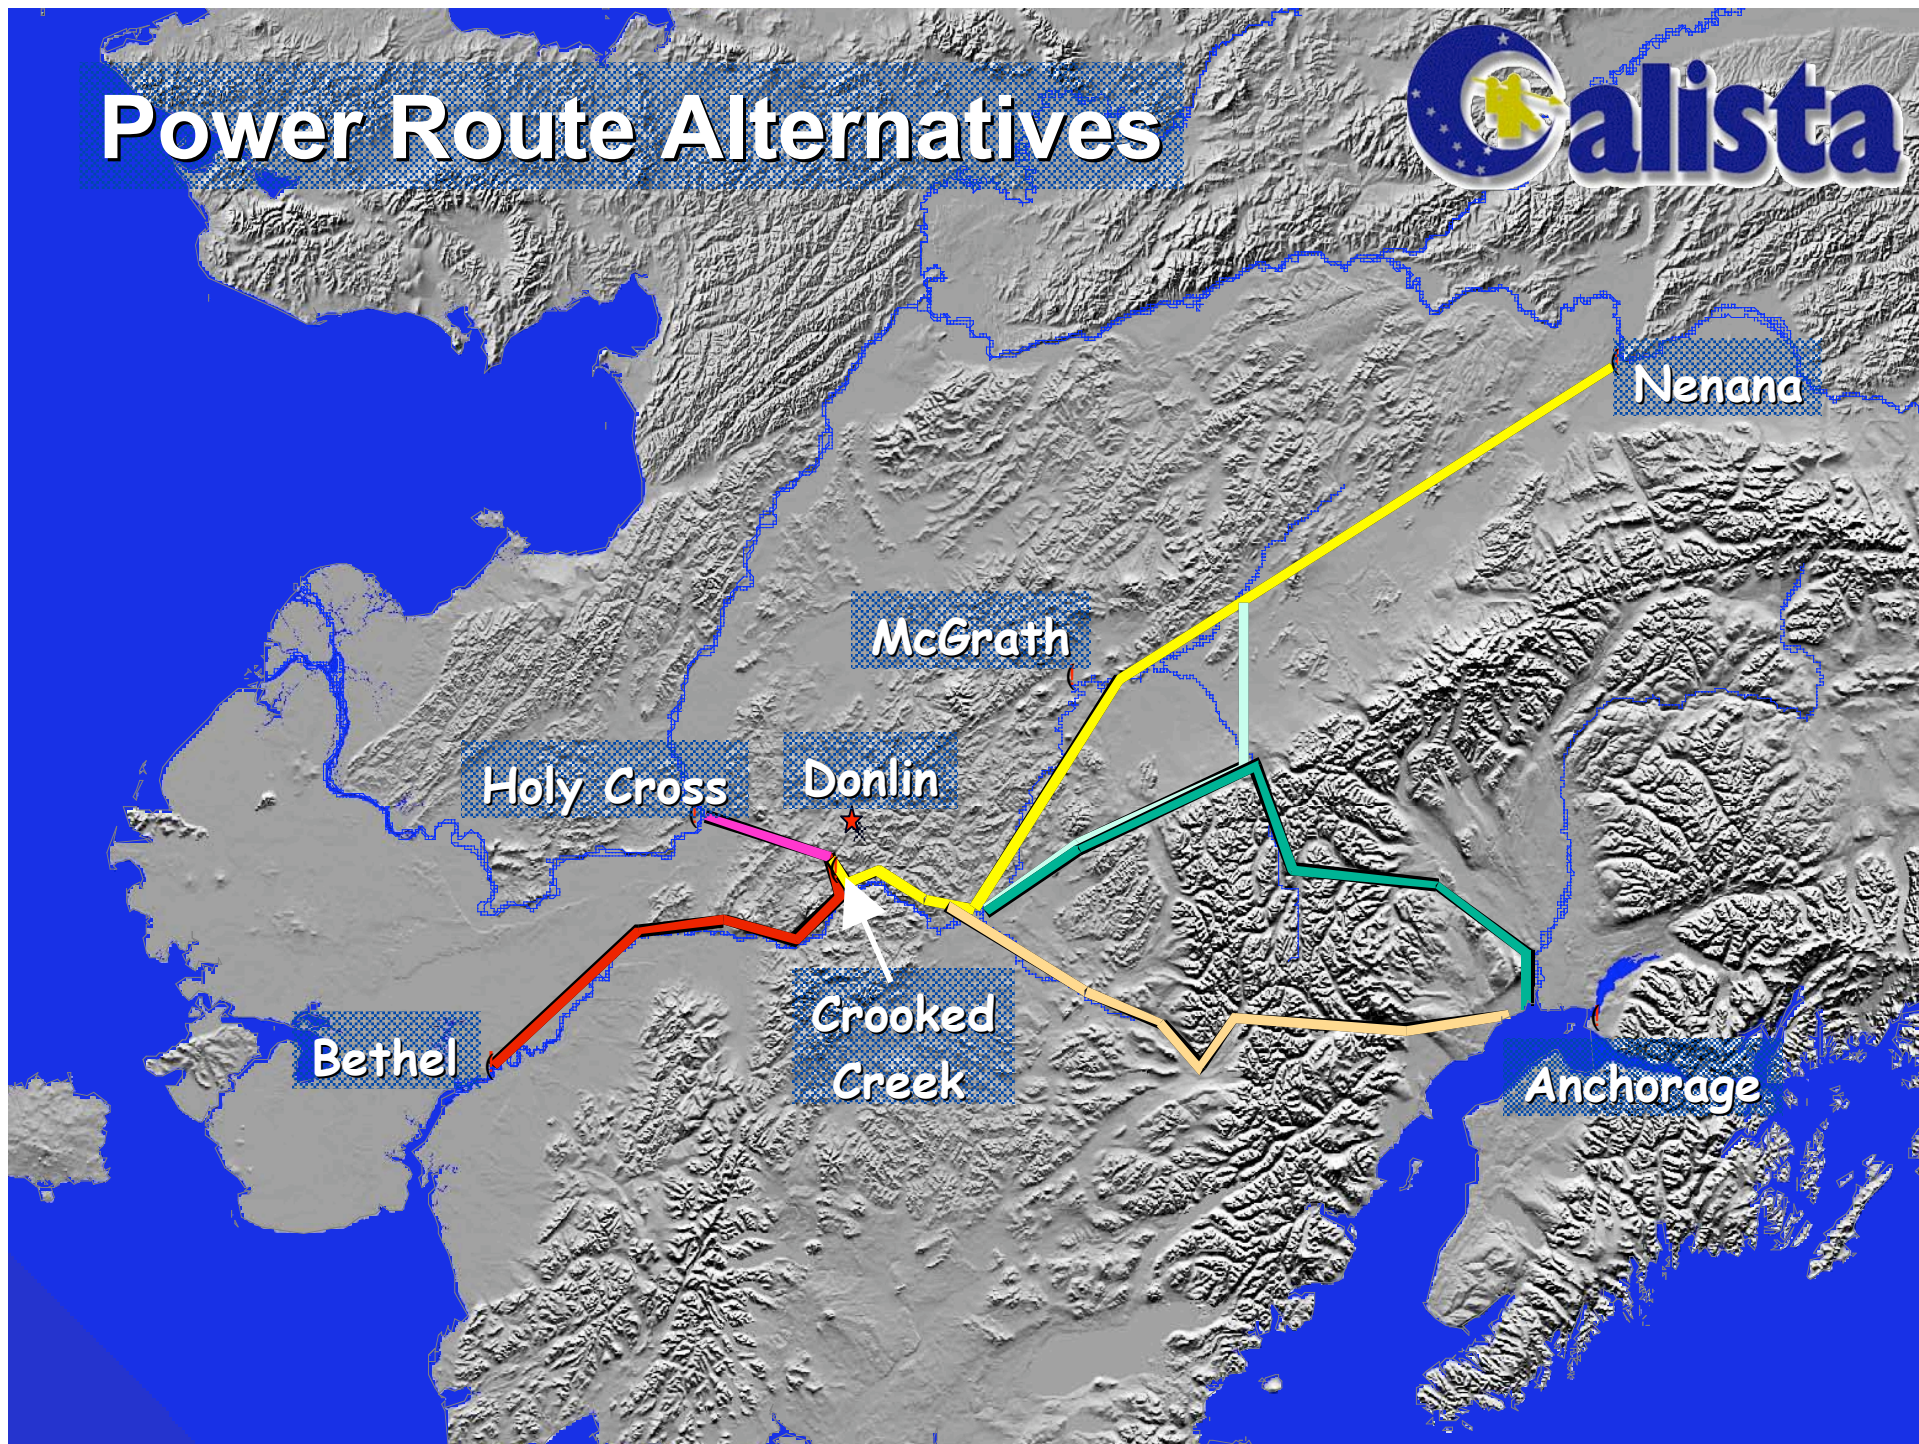 Power Route Alternatives
Calista
Nenana
McGrath
Holy Cross
Donlin
Crooked
Creek
Bethel
Anchorage